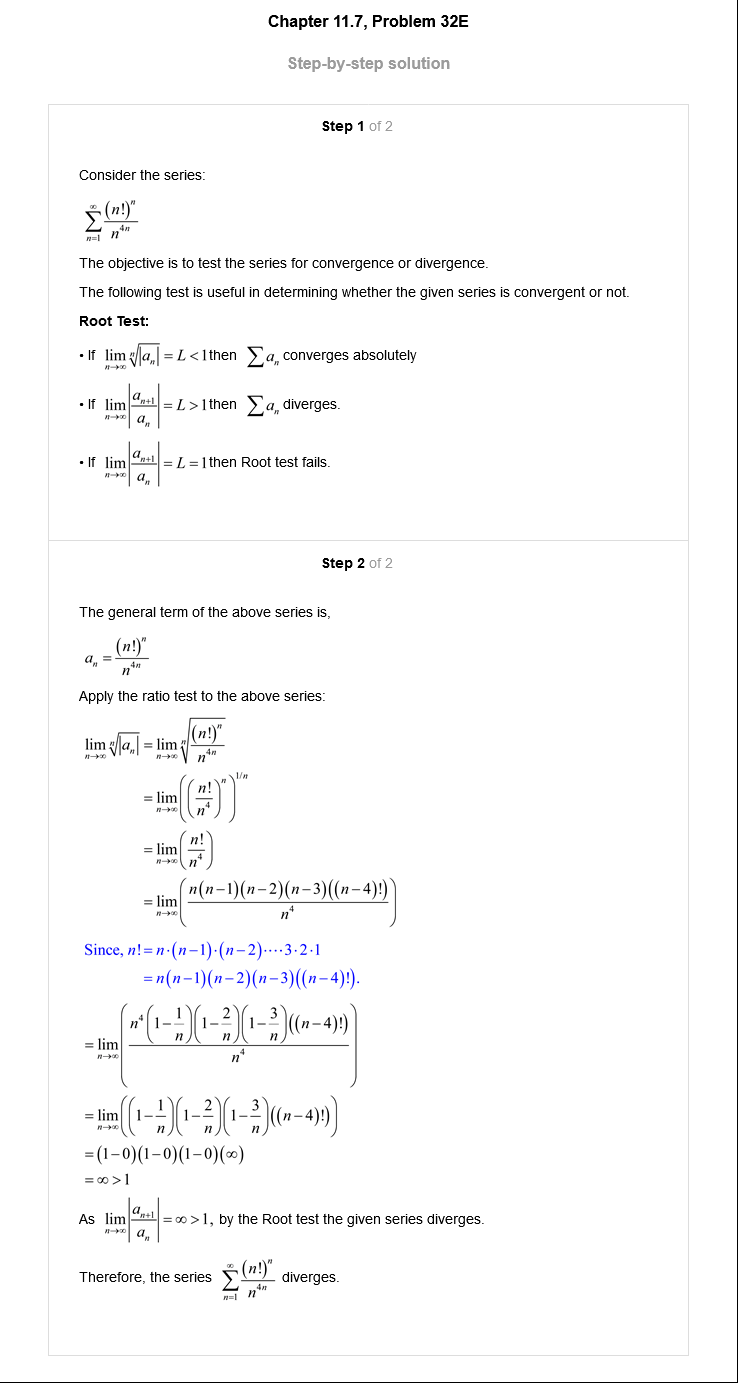 Chapter 11.7, Problem 32E
Step-by-step solution
Step 1 of 2
Consider the series:
$\sum_{n=1}^{\infty} \frac{(n!)^n}{n^{4n}}$
The objective is to test the series for convergence or divergence.
The following test is useful in determining whether the given series is convergent or not.
Root Test:
• If $\lim_{n\to\infty} \sqrt[n]{|a_n|} = L < 1$ then $\sum a_n$ converges absolutely
• If $\lim_{n\to\infty} \left|\frac{a_{n+1}}{a_n}\right| = L > 1$ then $\sum a_n$ diverges.
• If $\lim_{n\to\infty} \left|\frac{a_{n+1}}{a_n}\right| = L = 1$ then Root test fails.
Step 2 of 2
The general term of the above series is,
$a_n = \frac{(n!)^n}{n^{4n}}$
Apply the ratio test to the above series:
$\lim_{n\to\infty} \sqrt[n]{|a_n|} = \lim_{n\to\infty} \sqrt[n]{\frac{(n!)^n}{n^{4n}}}$
$= \lim_{n\to\infty} \left(\left(\frac{n!}{n^4}\right)^n\right)^{1/n}$
$= \lim_{n\to\infty} \left(\frac{n!}{n^4}\right)$
$= \lim_{n\to\infty} \left(\frac{n(n-1)(n-2)(n-3)((n-4)!)}{n^4}\right)$
Since, $n! = n\cdot(n-1)\cdot(n-2)\cdots\cdot 3\cdot 2\cdot 1$
$= n(n-1)(n-2)(n-3)((n-4)!).$
$= \lim_{n\to\infty} \left(\frac{n^4\left(1-\frac{1}{n}\right)\left(1-\frac{2}{n}\right)\left(1-\frac{3}{n}\right)((n-4)!)}{n^4}\right)$
$= \lim_{n\to\infty} \left(\left(1-\frac{1}{n}\right)\left(1-\frac{2}{n}\right)\left(1-\frac{3}{n}\right)((n-4)!)\right)$
$= (1-0)(1-0)(1-0)(\infty)$
$= \infty > 1$
As $\lim_{n\to\infty} \left|\frac{a_{n+1}}{a_n}\right| = \infty > 1$, by the Root test the given series diverges.
Therefore, the series $\sum_{n=1}^{\infty} \frac{(n!)^n}{n^{4n}}$ diverges.